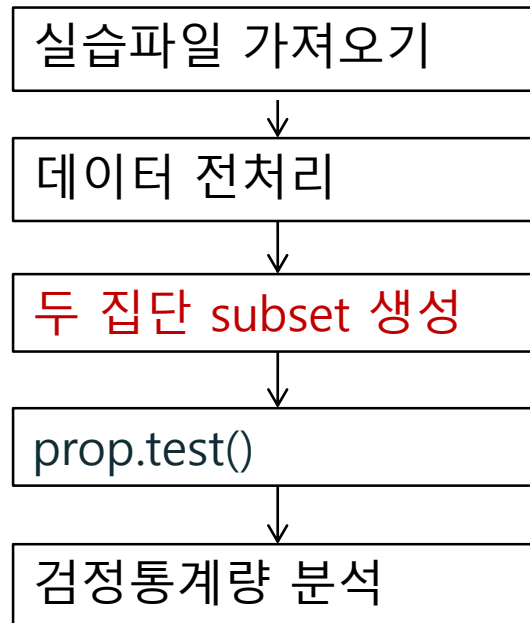 실습파일 가져오기
데이터 전처리
두 집단 subset 생성
prop.test()
검정통계량 분석